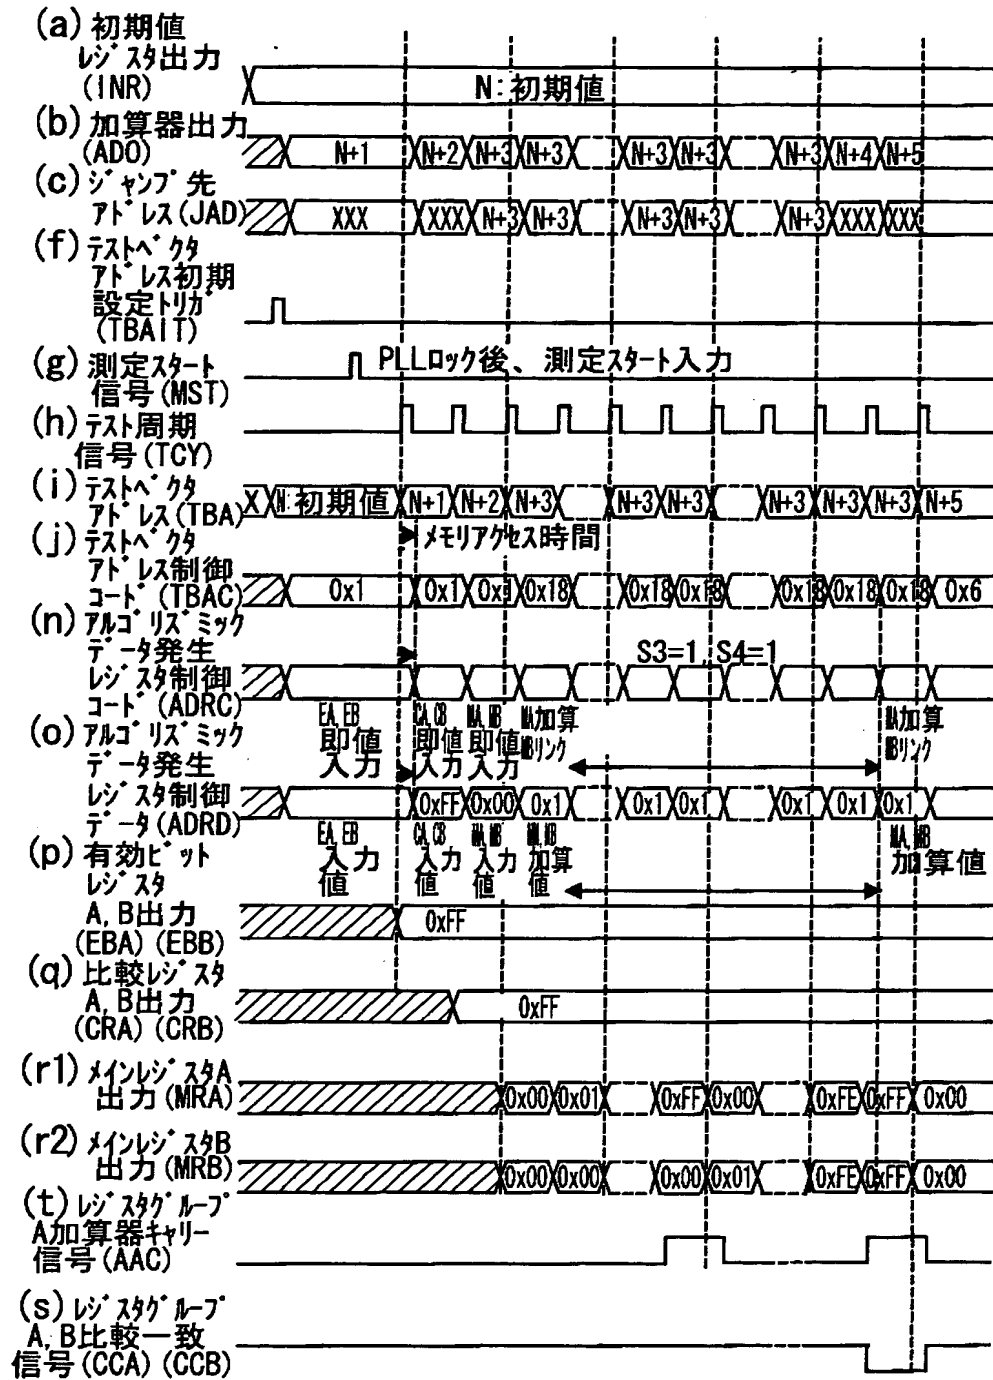 (a) 初期値
レジスタ出力
(INR)
N:初期値
(b) 加算器出力
(ADO)
N+1 N+2 N+3 N+3 N+3 N+3 N+3 N+4 N+5
(c) ジャンプ先
アドレス(JAD)
XXX XXX N+3 N+3 N+3 N+3 N+3 XXX XXX
(f) テストベクタ
アドレス初期
設定トリガ
(TBAIT)
(g) 測定スタート
信号(MST)
PLLロック後、測定スタート入力
(h) テスト周期
信号(TCY)
(i) テストベクタ
アドレス(TBA)
X N:初期値 N+1 N+2 N+3 N+3 N+3 N+3 N+3 N+3 N+5
(j) テストベクタ
アドレス制御
コード(TBAC)
メモリアクセス時間
0x1 0x1 0x1 0x18 0x18 0x18 0x18 0x18 0x18 0x6
(n) アルゴリズミック
データ発生
レジスタ制御
コード(ADRC)
S3=1, S4=1
(o) アルゴリズミック
データ発生
レジスタ制御
データ(ADRD)
EA, EB
即値
入力
CA, CB
即値
入力
MA, MB
即値
入力
MA加算
MBリンク
MA加算
MBリンク
0xFF 0x00 0x1 0x1 0x1 0x1 0x1 0x1
(p) 有効ビット
レジスタ
A, B出力
(EBA) (EBB)
EA, EB
入力
値
CA, CB
入力
値
MA, MB
入力
値
MA, MB
加算
値
MA, MB
加算値
0xFF
(q) 比較レジスタ
A, B出力
(CRA) (CRB)
0xFF
(r1) メインレジスタA
出力(MRA)
0x00 0x01 0xFF 0x00 0xFE 0xFF 0x00
(r2) メインレジスタB
出力(MRB)
0x00 0x00 0x00 0x01 0xFE 0xFF 0x00
(t) レジスタグループ
A加算器キャリー
信号(AAC)
(s) レジスタグループ
A, B比較一致
信号(CCA) (CCB)